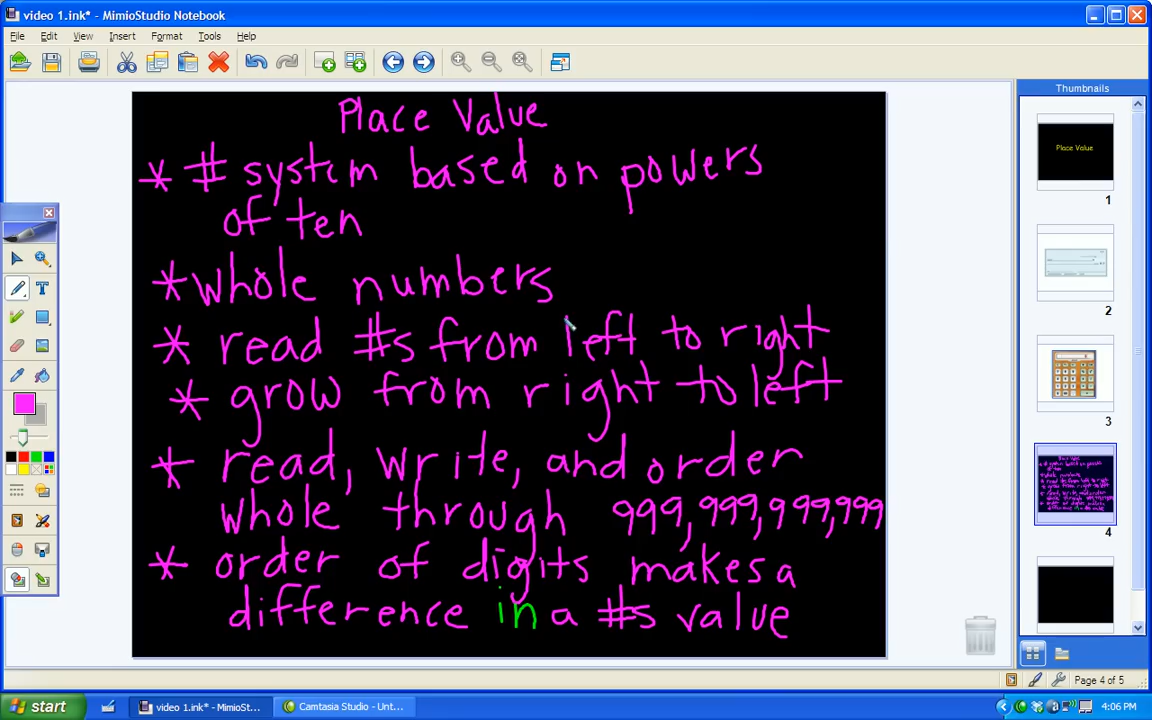 video 1.ink* - MimioStudio Notebook
File Edit View Insert Format Tools Help
Place Value
* # system based on powers
of ten
* whole numbers
* read #s from left to right
* grow from right to left
* read, write, and order
whole through 999,999,999,999
* order of digits makes a
difference in a #s value
Thumbnails
Place Value
1
2
3
4
Page 4 of 5
start
video 1.ink* - MimioSt...
Camtasia Studio - Unt...
4:06 PM